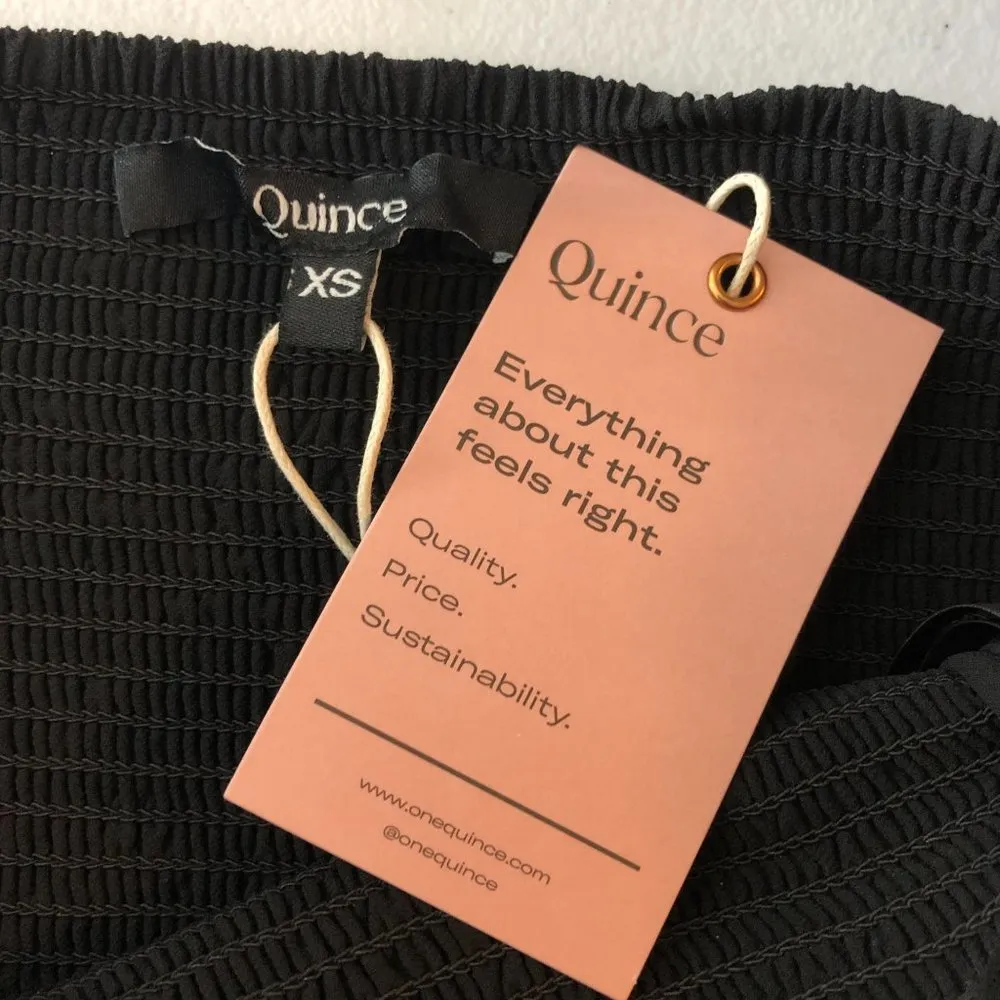 Quince
XS
Quince
Everything
about this
feels right.
Quality.
Price.
Sustainability.
www.onequince.com
@onequince